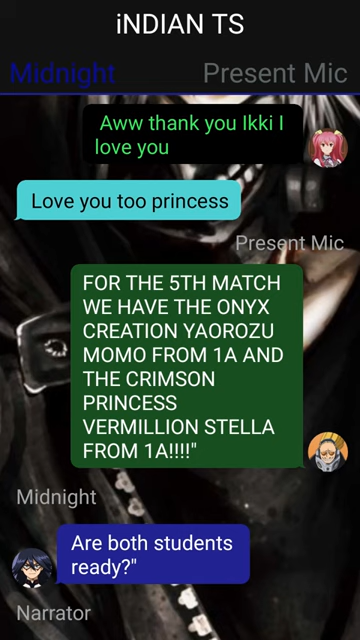 iNDIAN TS
Midnight Present Mic
Aww thank you Ikki I
love you
Love you too princess
Present Mic
FOR THE 5TH MATCH
WE HAVE THE ONYX
CREATION YAOROZU
MOMO FROM 1A AND
THE CRIMSON
PRINCESS
VERMILLION STELLA
FROM 1A!!!!"
Midnight
Are both students
ready?"
Narrator